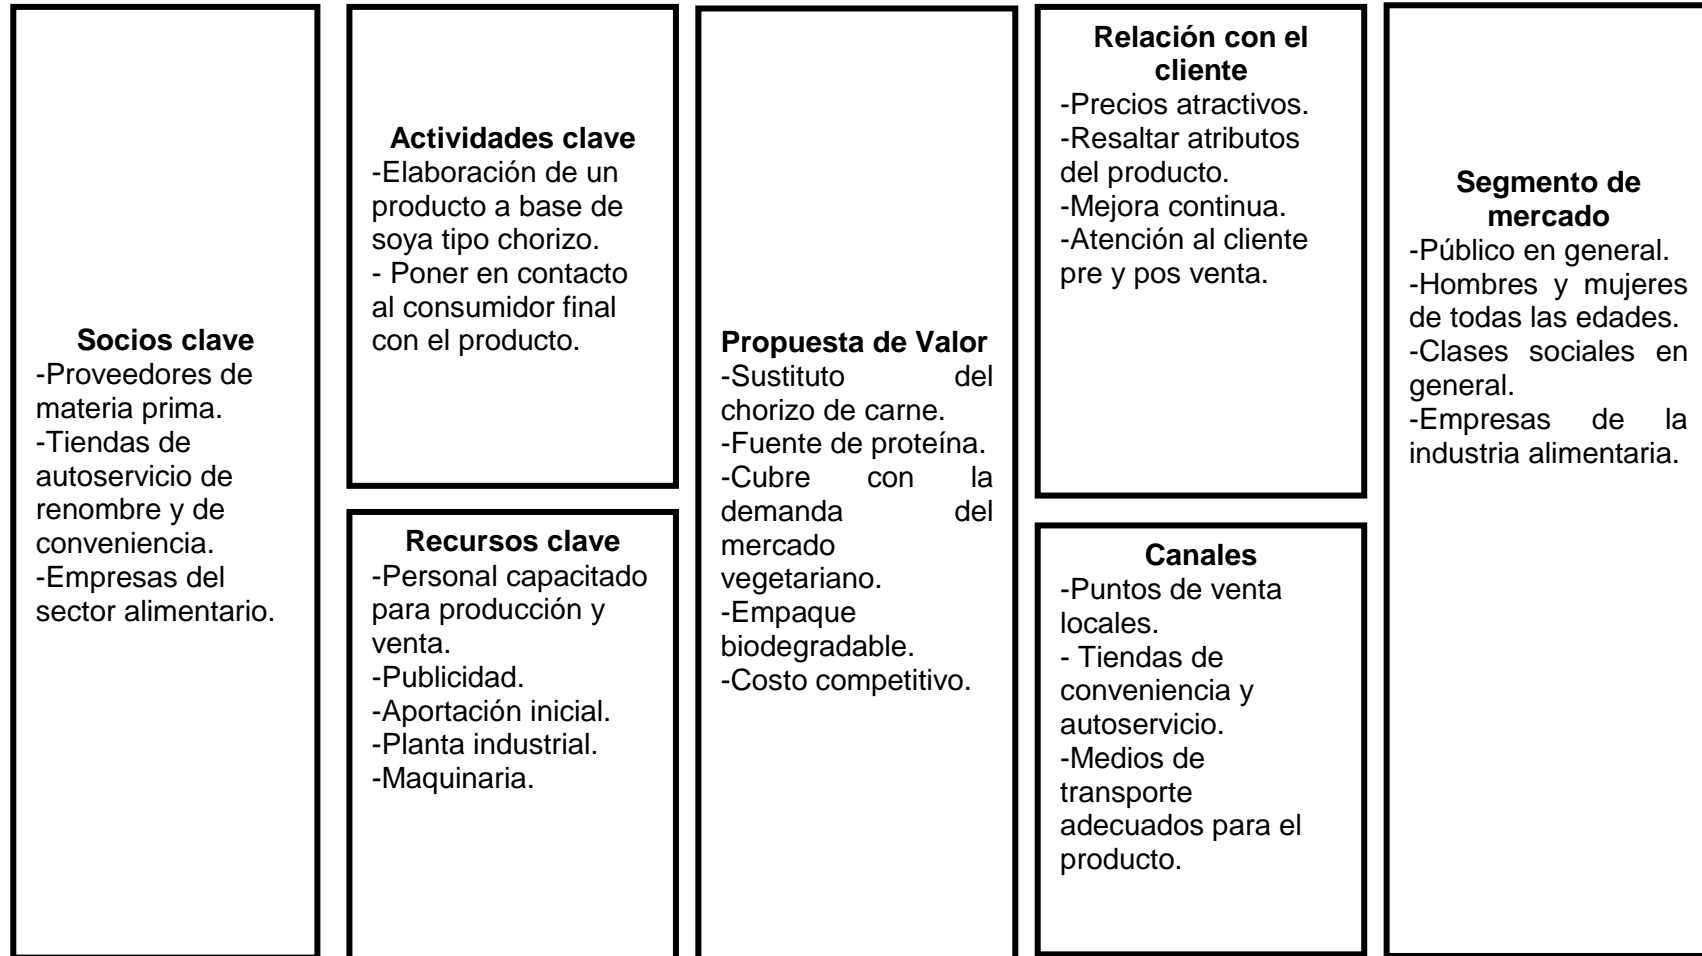 Socios clave
-Proveedores de
materia prima.
-Tiendas de
autoservicio de
renombre y de
conveniencia.
-Empresas del
sector alimentario.
Actividades clave
-Elaboración de un
producto a base de
soya tipo chorizo.
- Poner en contacto
al consumidor final
con el producto.
Recursos clave
-Personal capacitado
para producción y
venta.
-Publicidad.
-Aportación inicial.
-Planta industrial.
-Maquinaria.
Propuesta de Valor
-Sustituto del
chorizo de carne.
-Fuente de proteína.
-Cubre con la
demanda del
mercado
vegetariano.
-Empaque
biodegradable.
-Costo competitivo.
Relación con el
cliente
-Precios atractivos.
-Resaltar atributos
del producto.
-Mejora continua.
-Atención al cliente
pre y pos venta.
Canales
-Puntos de venta
locales.
- Tiendas de
conveniencia y
autoservicio.
-Medios de
transporte
adecuados para el
producto.
Segmento de
mercado
-Público en general.
-Hombres y mujeres
de todas las edades.
-Clases sociales en
general.
-Empresas de la
industria alimentaria.